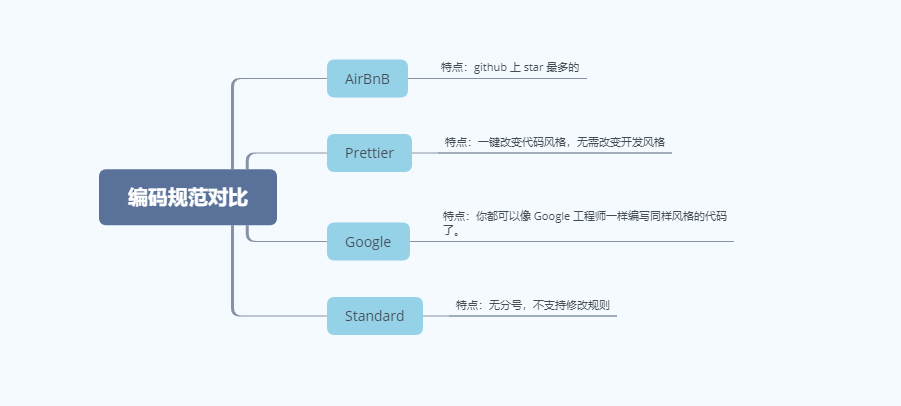 AirBnB
特点：github 上 star 最多的
Prettier
特点：一键改变代码风格，无需改变开发风格
编码规范对比
Google
特点：你都可以像 Google 工程师一样编写同样风格的代码
了。
Standard
特点：无分号，不支持修改规则